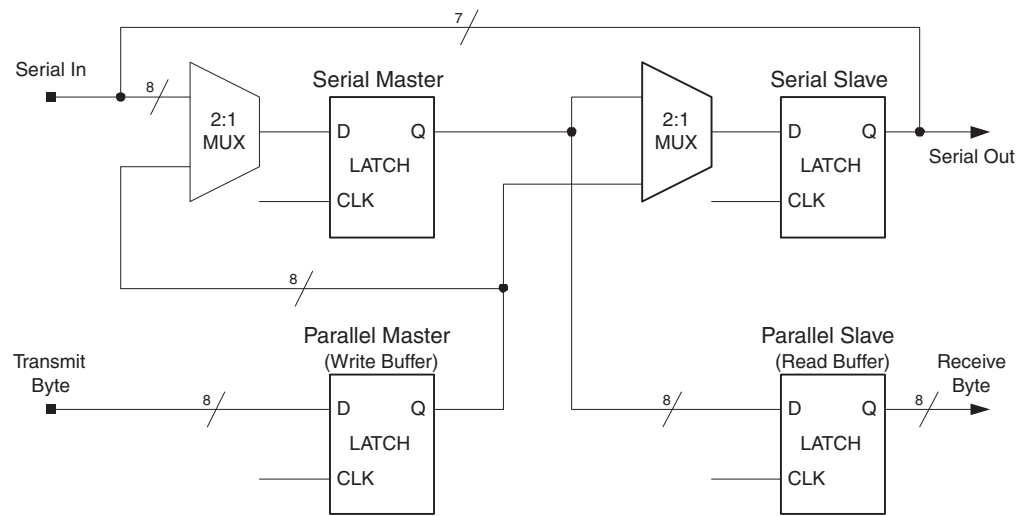 7
Serial In
8
2:1
MUX
Serial Master
D Q
LATCH
CLK
2:1
MUX
Serial Slave
D Q
LATCH
CLK
Serial Out
8
Transmit
Byte
8
Parallel Master
(Write Buffer)
D Q
LATCH
CLK
8
Parallel Slave
(Read Buffer)
D Q
LATCH
CLK
8
Receive
Byte